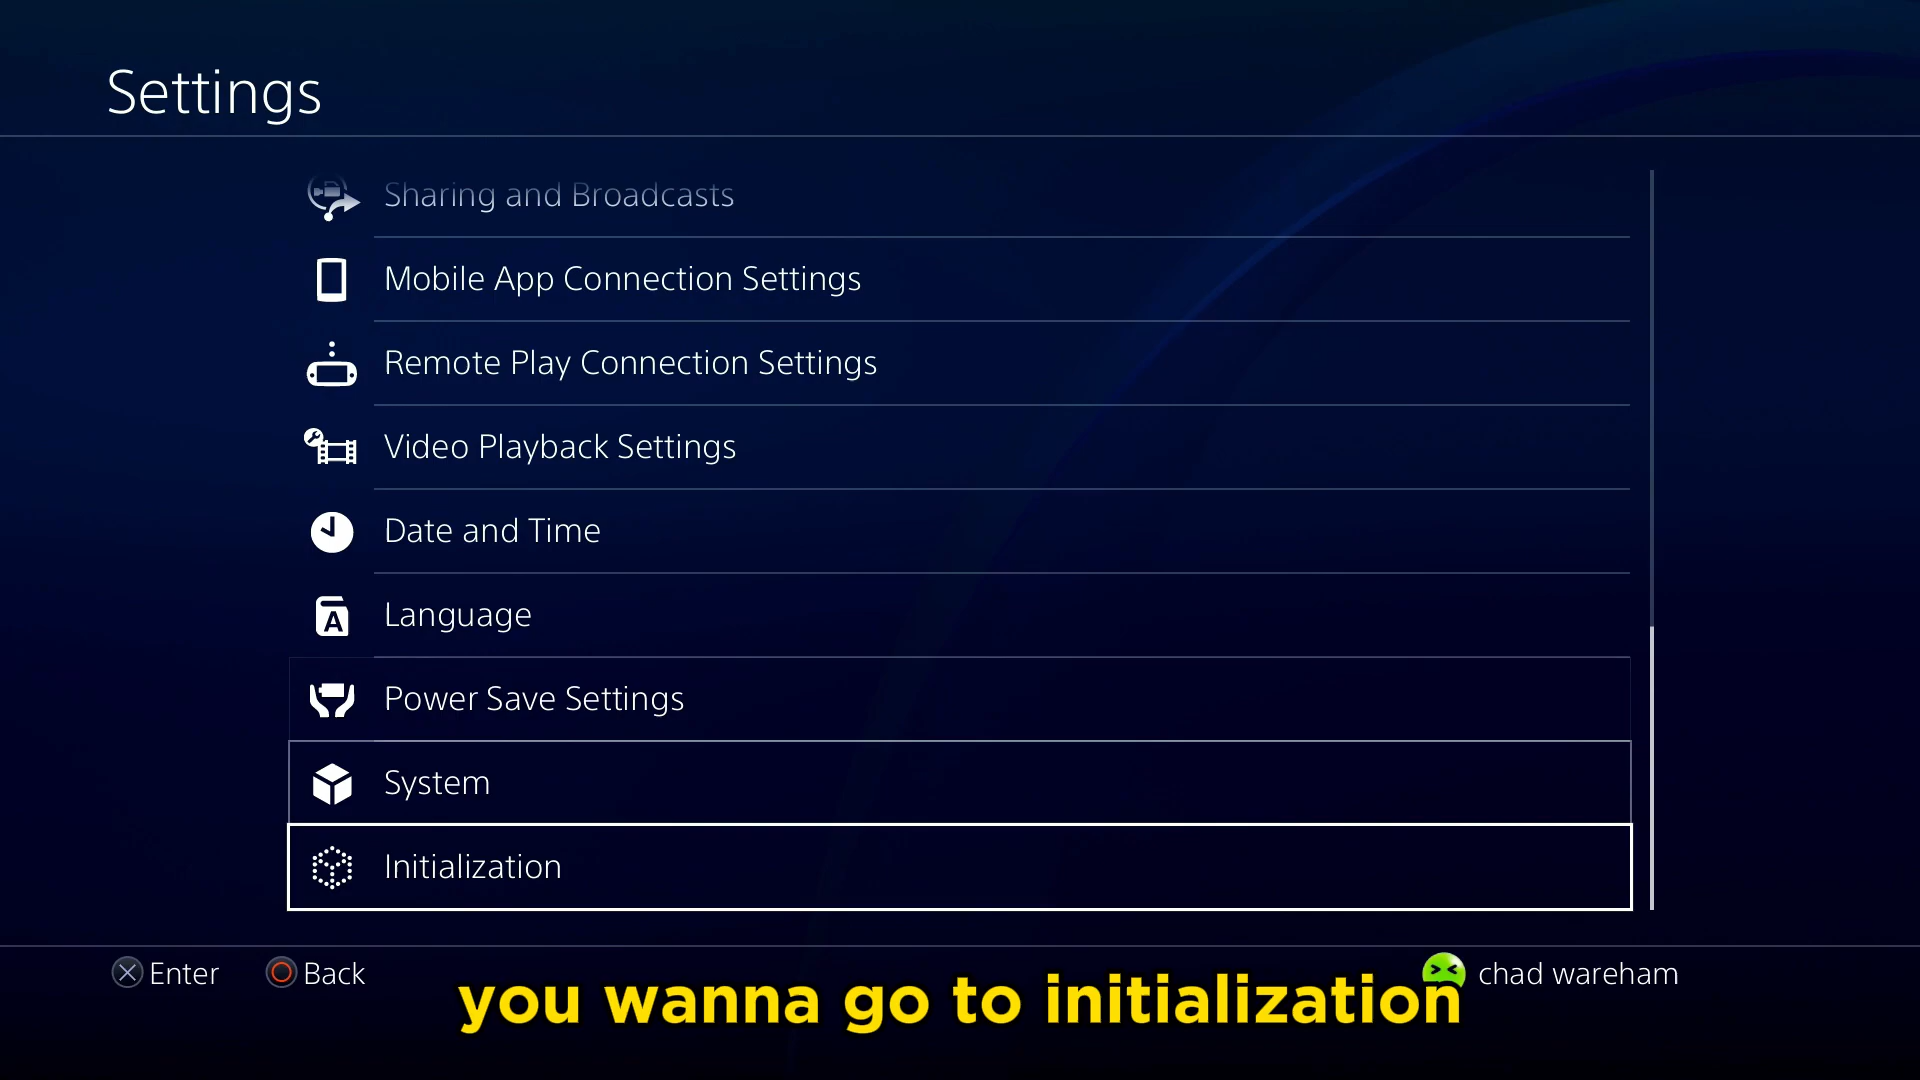 Settings
Sharing and Broadcasts
Mobile App Connection Settings
Remote Play Connection Settings
Video Playback Settings
Date and Time
A Language
Power Save Settings
System
Initialization
Enter Back chad wareham
you wanna go to initialization